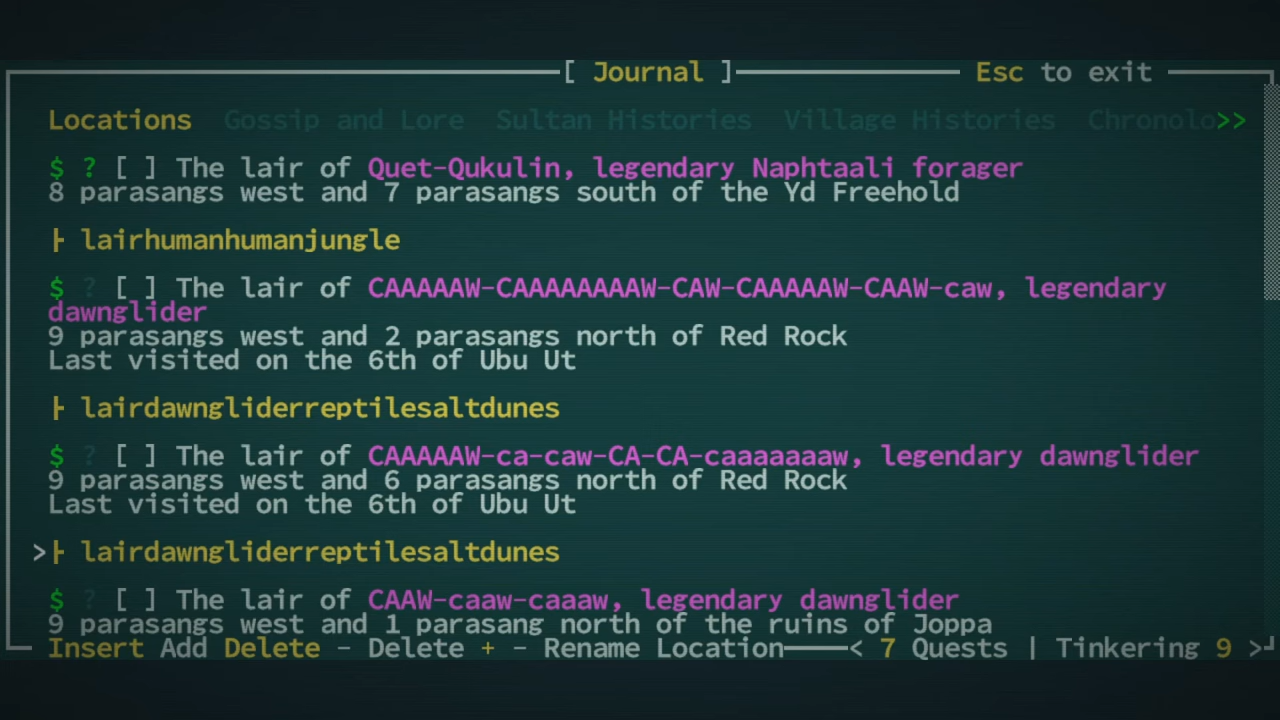 [ Journal ] Esc to exit
Locations Gossip and Lore Sultan Histories Village Histories Chronolo>>
$ ? [ ] The lair of Quet-Qukulin, legendary Naphtaali forager
8 parasangs west and 7 parasangs south of the Yd Freehold
├ lairhumanhumanjungle
$ ? [ ] The lair of CAAAAAW-CAAAAAAAAW-CAW-CAAAAAW-CAAW-caw, legendary
dawnglider
9 parasangs west and 2 parasangs north of Red Rock
Last visited on the 6th of Ubu Ut
├ lairdawngliderreptilesaltdunes
$ ? [ ] The lair of CAAAAAW-ca-caw-CA-CA-caaaaaaaw, legendary dawnglider
9 parasangs west and 6 parasangs north of Red Rock
Last visited on the 6th of Ubu Ut
>├ lairdawngliderreptilesaltdunes
$ ? [ ] The lair of CAAW-caaw-caaaw, legendary dawnglider
9 parasangs west and 1 parasang north of the ruins of Joppa
Insert Add Delete - Delete + - Rename Location < 7 Quests | Tinkering 9 >